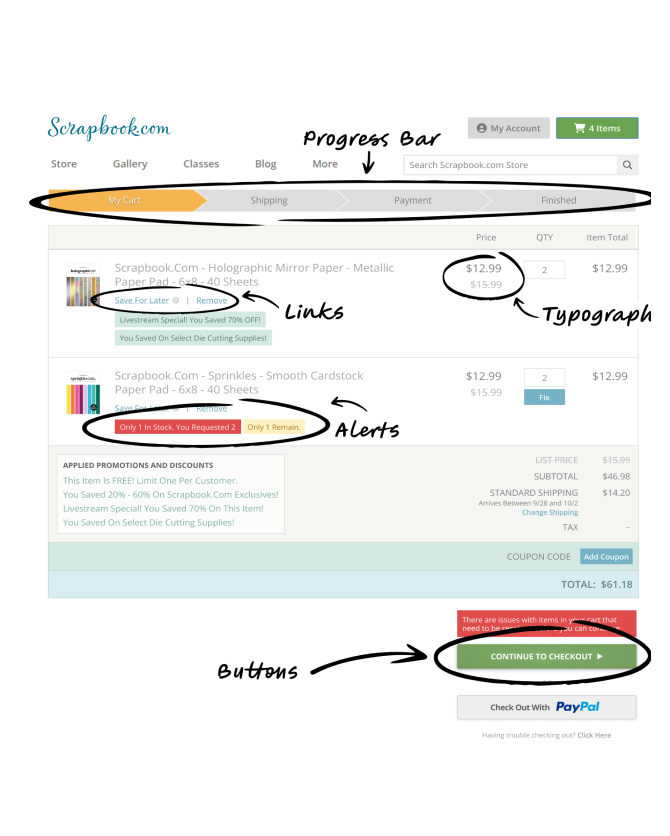 Scrapbook.com
Progress Bar
My Account
4 Items
Store Gallery Classes Blog More
Search Scrapbook.com Store
My Cart Shipping Payment Finished
Price QTY Item Total
Scrapbook.Com - Holographic Mirror Paper - Metallic
Paper Pad - 6x8 - 40 Sheets
$12.99 2 $12.99
$15.99
Save For Later | Remove
Links
Typograph
Livestream Special! You Saved 70% OFF!
You Saved On Select Die Cutting Supplies!
Scrapbook.Com - Sprinkles - Smooth Cardstock
Paper Pad - 6x8 - 40 Sheets
$12.99 2 $12.99
$15.99 Fix
Save For Later | Remove
Only 1 In Stock. You Requested 2 Only 1 Remain.
Alerts
APPLIED PROMOTIONS AND DISCOUNTS
This Item Is FREE! Limit One Per Customer.
You Saved 20% - 60% On Scrapbook.Com Exclusives!
Livestream Special! You Saved 70% On This Item!
You Saved On Select Die Cutting Supplies!
LIST PRICE $15.99
SUBTOTAL $46.98
STANDARD SHIPPING $14.20
Arrives Between 9/28 and 10/2
Change Shipping
TAX –
COUPON CODE Add Coupon
TOTAL: $61.18
There are issues with items in your cart that
need to be you can
CONTINUE TO CHECKOUT
Buttons
Check Out With PayPal
Having trouble checking out? Click Here